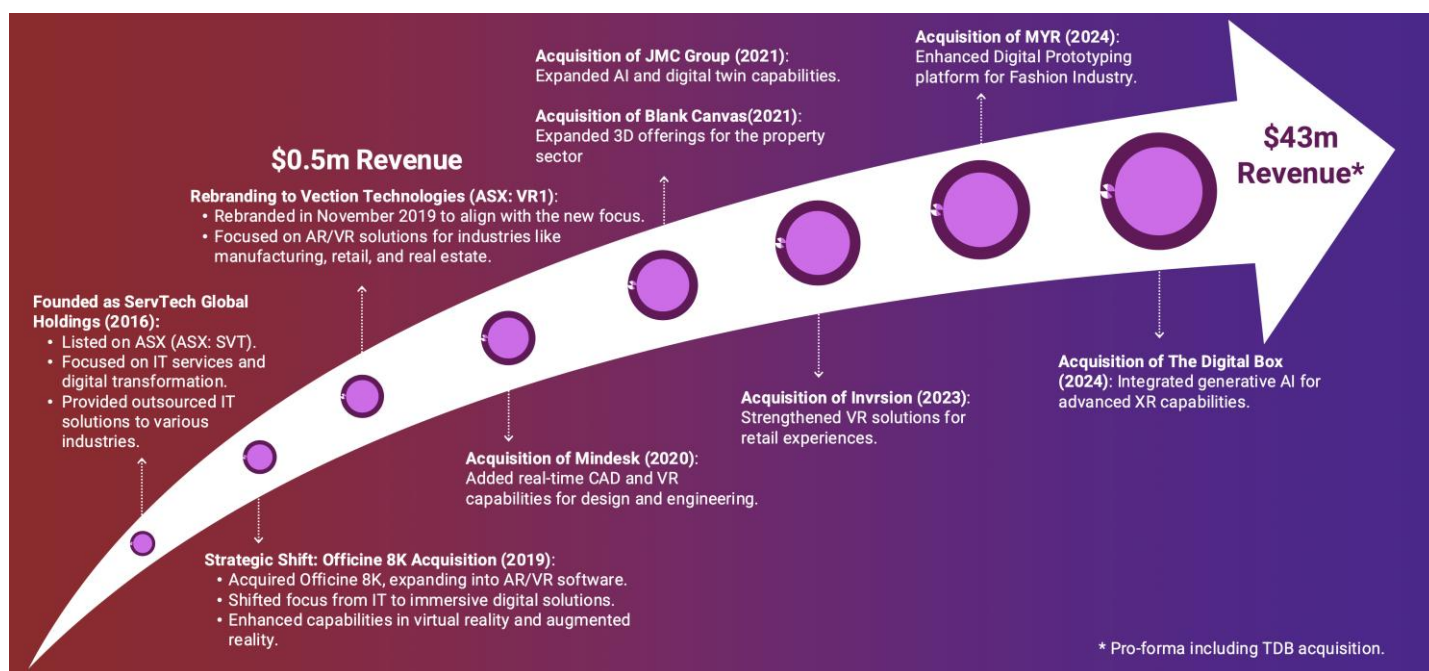 Founded as ServTech Global
Holdings (2016):
• Listed on ASX (ASX: SVT).
• Focused on IT services and
digital transformation.
• Provided outsourced IT
solutions to various
industries.
Strategic Shift: Officine 8K Acquisition (2019):
• Acquired Officine 8K, expanding into AR/VR software.
• Shifted focus from IT to immersive digital solutions.
• Enhanced capabilities in virtual reality and augmented
reality.
$0.5m Revenue
Rebranding to Vection Technologies (ASX: VR1):
• Rebranded in November 2019 to align with the new focus.
• Focused on AR/VR solutions for industries like
manufacturing, retail, and real estate.
Acquisition of Mindesk (2020):
Added real-time CAD and VR
capabilities for design and engineering.
Acquisition of JMC Group (2021):
Expanded AI and digital twin capabilities.
Acquisition of Blank Canvas(2021):
Expanded 3D offerings for the property
sector
Acquisition of Invrsion (2023):
Strengthened VR solutions for
retail experiences.
Acquisition of MYR (2024):
Enhanced Digital Prototyping
platform for Fashion Industry.
Acquisition of The Digital Box
(2024): Integrated generative AI for
advanced XR capabilities.
$43m
Revenue*
* Pro-forma including TDB acquisition.